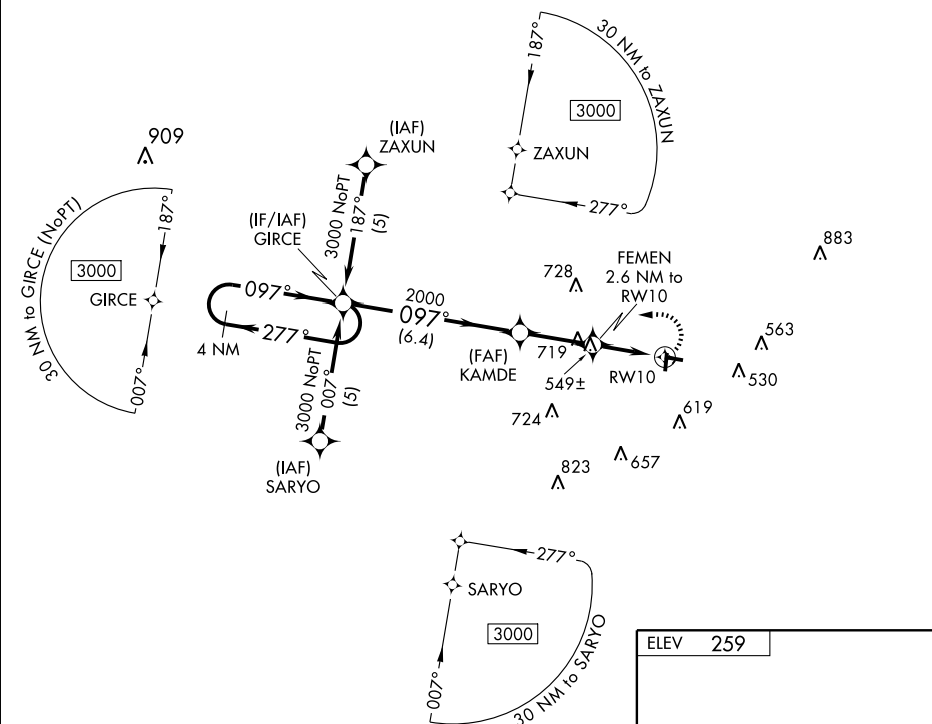 187°
30 NM to ZAXUN
3000
ZAXUN
277°
909
(IAF)
ZAXUN
3000 NoPT
187°
(5)
30 NM to GIRCE (NoPT)
187°
3000
GIRCE
007°
(IF/IAF)
GIRCE
097°
277°
4 NM
2000
097°
(6.4)
(FAF)
KAMDE
728
FEMEN
2.6 NM to
RW10
719
549±
RW10
883
563
530
619
724
657
823
3000 NoPT
007°
(5)
(IAF)
SARYO
277°
SARYO
3000
007°
30 NM to SARYO
ELEV 259